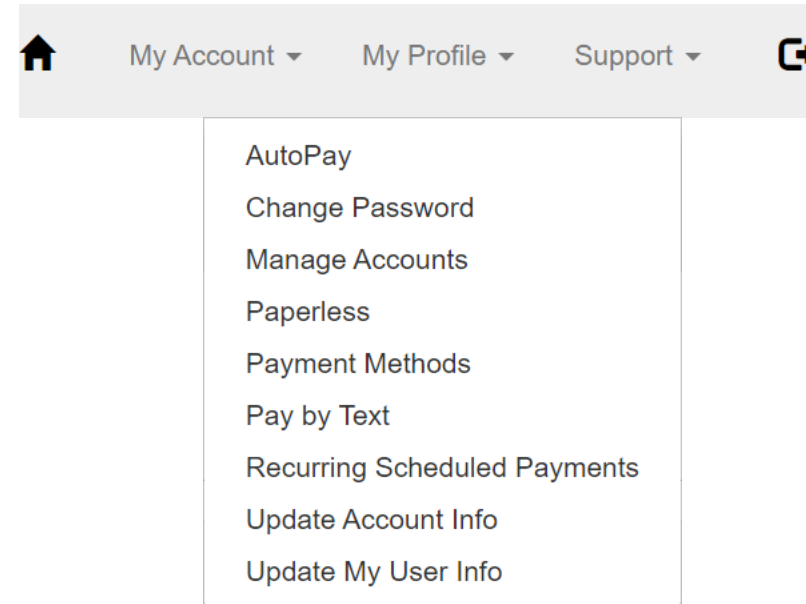 My Account My Profile Support
AutoPay
Change Password
Manage Accounts
Paperless
Payment Methods
Pay by Text
Recurring Scheduled Payments
Update Account Info
Update My User Info